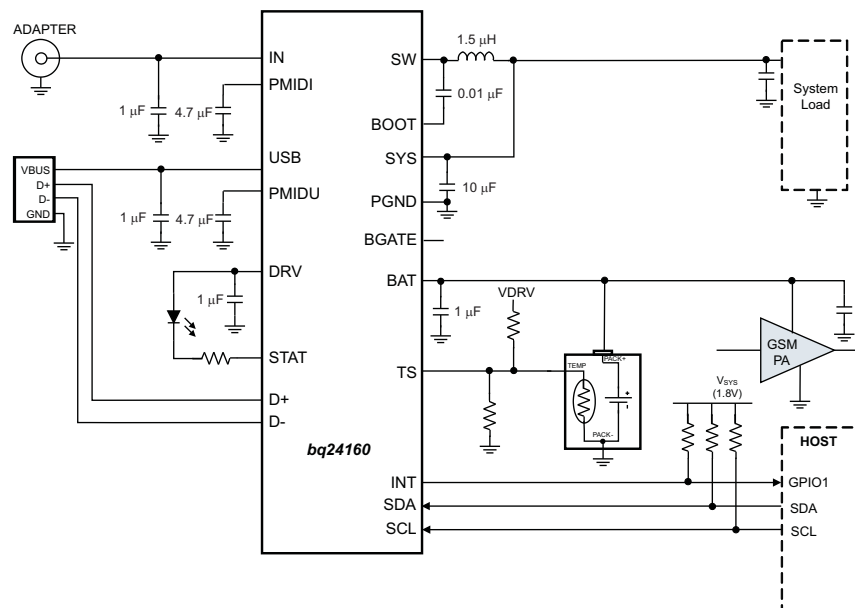 ADAPTER
IN
PMIDI
1 μF
4.7 μF
VBUS
D+
D-
GND
USB
PMIDU
1 μF
4.7 μF
DRV
1 μF
STAT
D+
D-
bq24160
SW
1.5 μH
0.01 μF
BOOT
SYS
10 μF
PGND
BGATE
BAT
1 μF
VDRV
TS
TEMP
PACK+
+
-
PACK-
INT
SDA
SCL
System
Load
GSM
PA
VSYS
(1.8V)
HOST
GPIO1
SDA
SCL